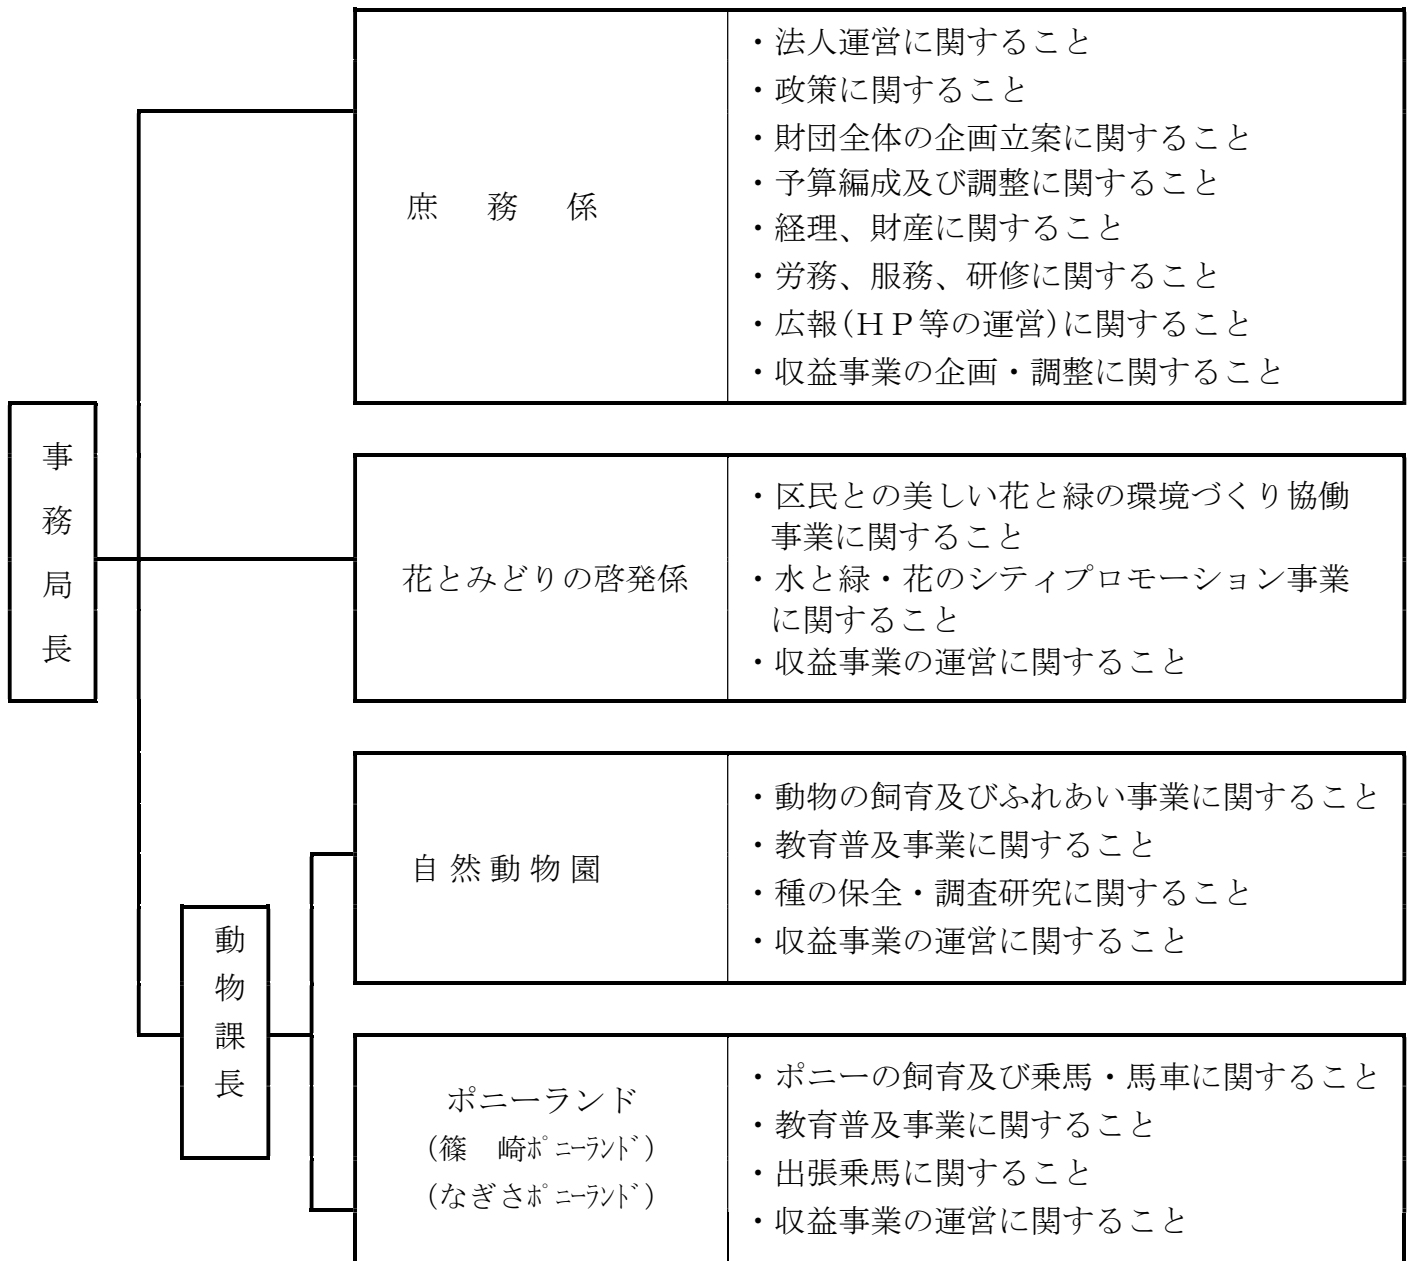 事務局長
庶　務　係
・法人運営に関すること
・政策に関すること
・財団全体の企画立案に関すること
・予算編成及び調整に関すること
・経理、財産に関すること
・労務、服務、研修に関すること
・広報(ＨＰ等の運営)に関すること
・収益事業の企画・調整に関すること
花とみどりの啓発係
・区民との美しい花と緑の環境づくり協働
事業に関すること
・水と緑・花のシティプロモーション事業
に関すること
・収益事業の運営に関すること
動物課長
自然動物園
・動物の飼育及びふれあい事業に関すること
・教育普及事業に関すること
・種の保全・調査研究に関すること
・収益事業の運営に関すること
ポニーランド
(篠　崎ﾎﾟﾆｰﾗﾝﾄﾞ)
(なぎさﾎﾟﾆｰﾗﾝﾄﾞ)
・ポニーの飼育及び乗馬・馬車に関すること
・教育普及事業に関すること
・出張乗馬に関すること
・収益事業の運営に関すること